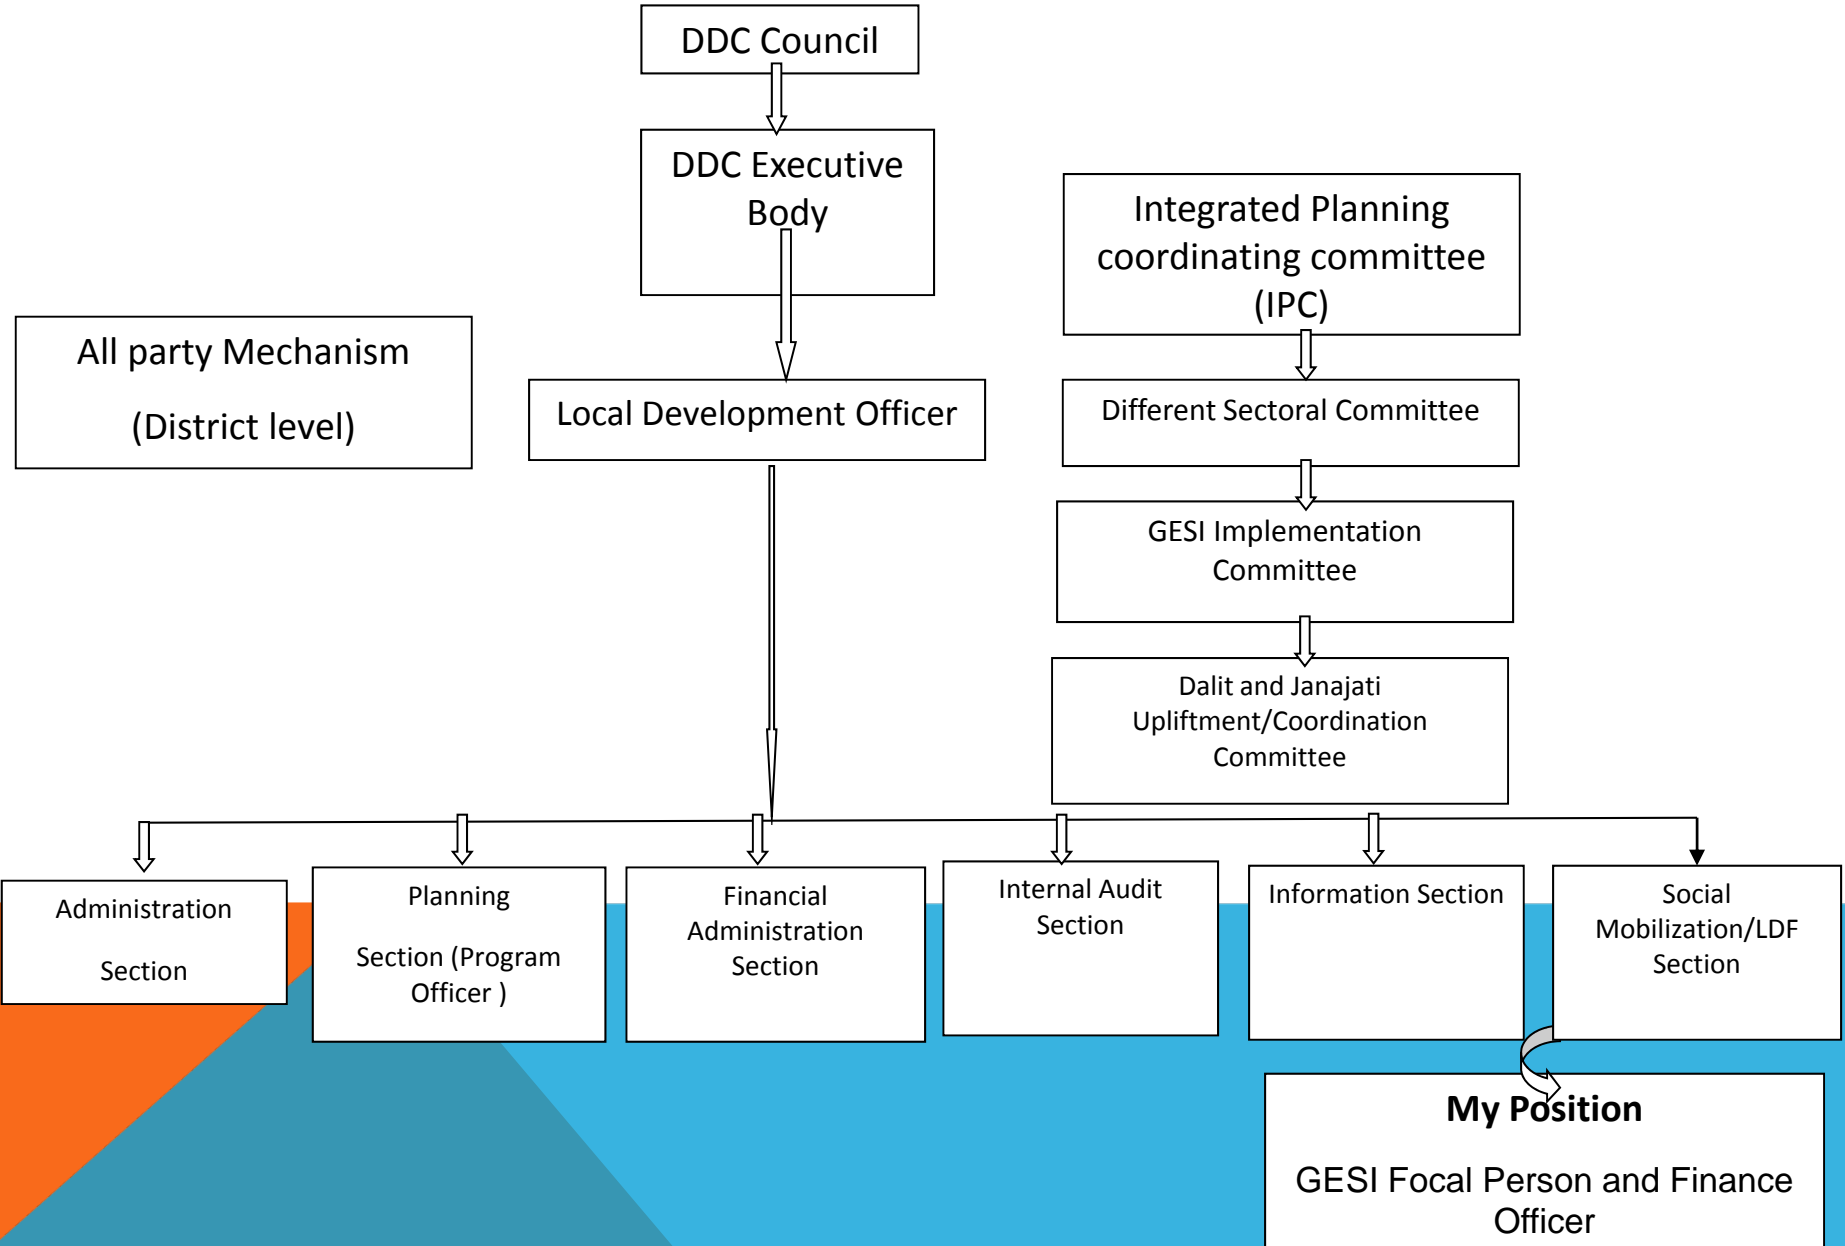 DDC Council
DDC Executive
Body
Integrated Planning
coordinating committee
(IPC)
All party Mechanism
(District level)
Local Development Officer
Different Sectoral Committee
GESI Implementation
Committee
Dalit and Janajati
Upliftment/Coordination
Committee
Administration
Section
Planning
Section (Program
Officer )
Financial
Administration
Section
Internal Audit
Section
Information Section
Social
Mobilization/LDF
Section
My Position
GESI Focal Person and Finance
Officer